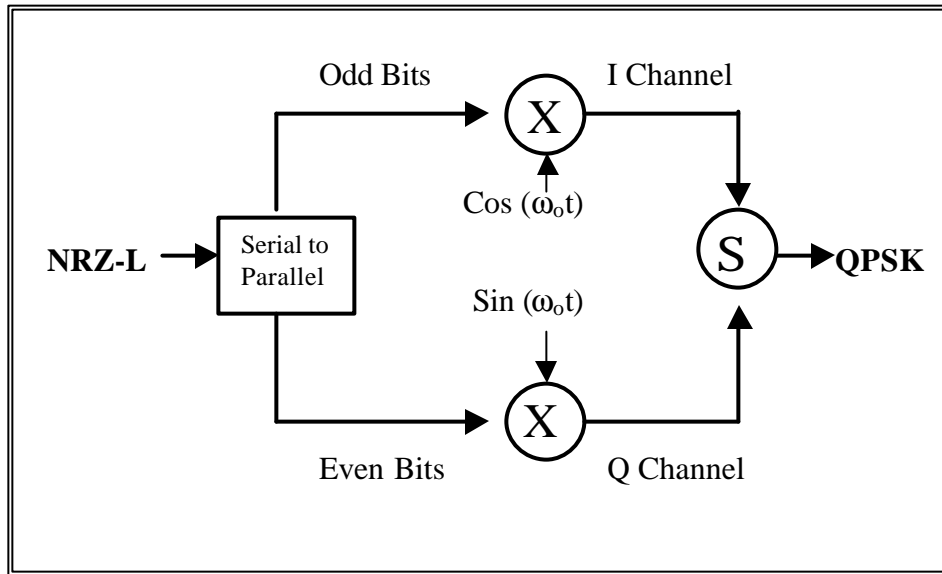 Odd Bits
I Channel
X
Cos (ωₒt)
NRZ-L
Serial to
Parallel
S
QPSK
Sin (ωₒt)
X
Even Bits
Q Channel